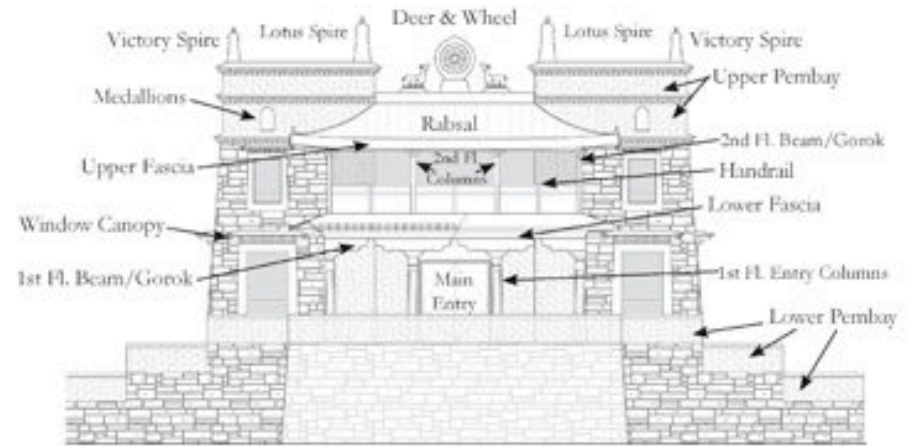 Deer & Wheel
Victory Spire
Lotus Spire
Lotus Spire
Victory Spire
Medallions
Upper Pembay
Rabsal
Upper Fascia
2nd Fl.
Columns
2nd Fl. Beam/Gorok
Handrail
Lower Fascia
Window Canopy
1st Fl. Beam/Gorok
Main
Entry
1st Fl. Entry Columns
Lower Pembay